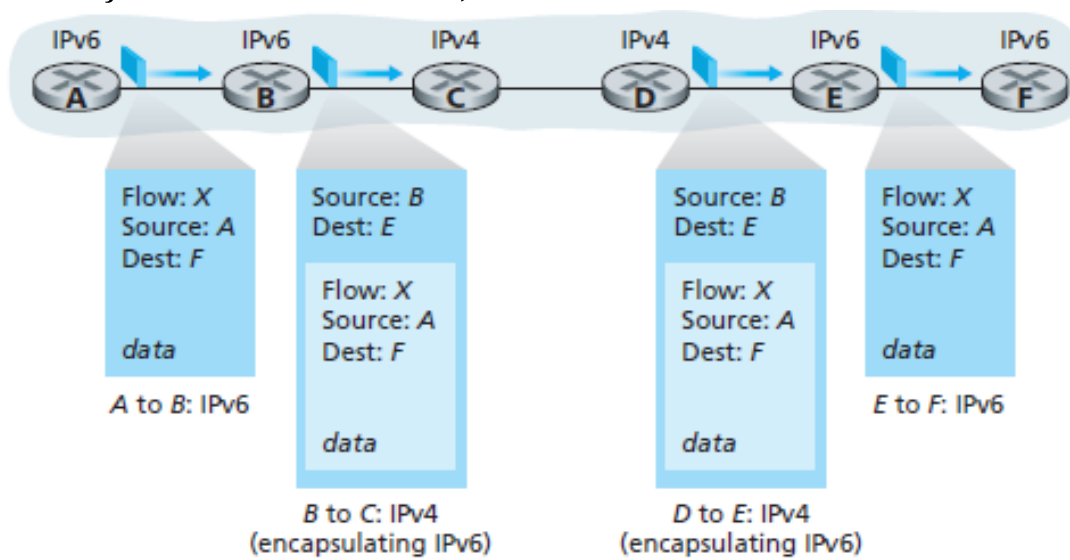 IPv6 IPv6 IPv4 IPv4 IPv6 IPv6
A B C D E F
Flow: X
Source: A
Dest: F
data
A to B: IPv6
Source: B
Dest: E
Flow: X
Source: A
Dest: F
data
B to C: IPv4
(encapsulating IPv6)
Source: B
Dest: E
Flow: X
Source: A
Dest: F
data
D to E: IPv4
(encapsulating IPv6)
Flow: X
Source: A
Dest: F
data
E to F: IPv6